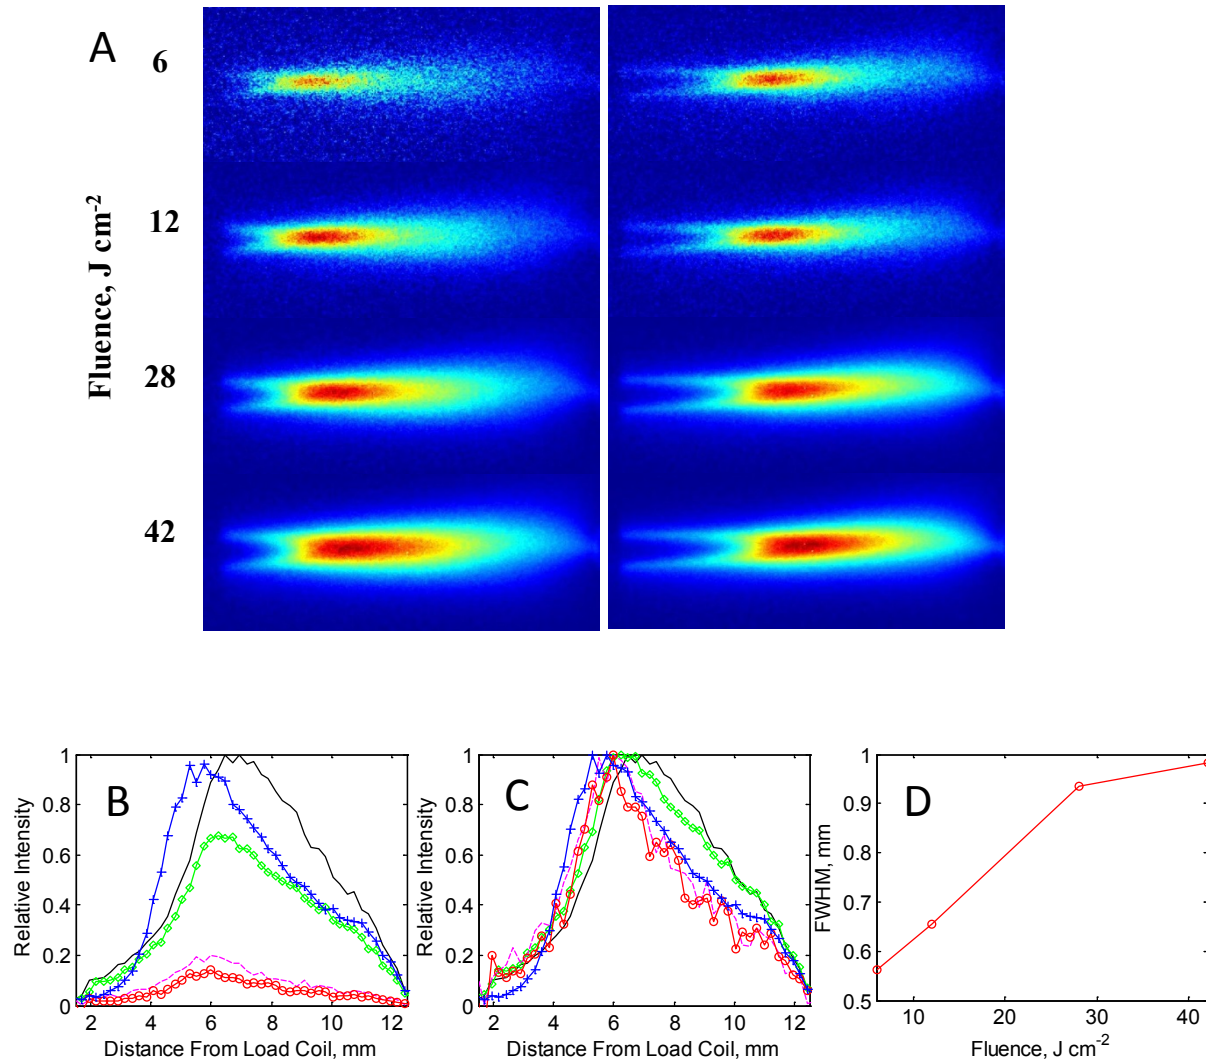 A
6
12
28
42
Fluence, J cm-2
B
1
0.8
0.6
0.4
0.2
0
2 4 6 8 10 12
Relative Intensity
Distance From Load Coil, mm
C
1
0.8
0.6
0.4
0.2
0
2 4 6 8 10 12
Relative Intensity
Distance From Load Coil, mm
D
1
0.9
0.8
0.7
0.6
0.5
10 20 30 40
FWHM, mm
Fluence, J cm-2